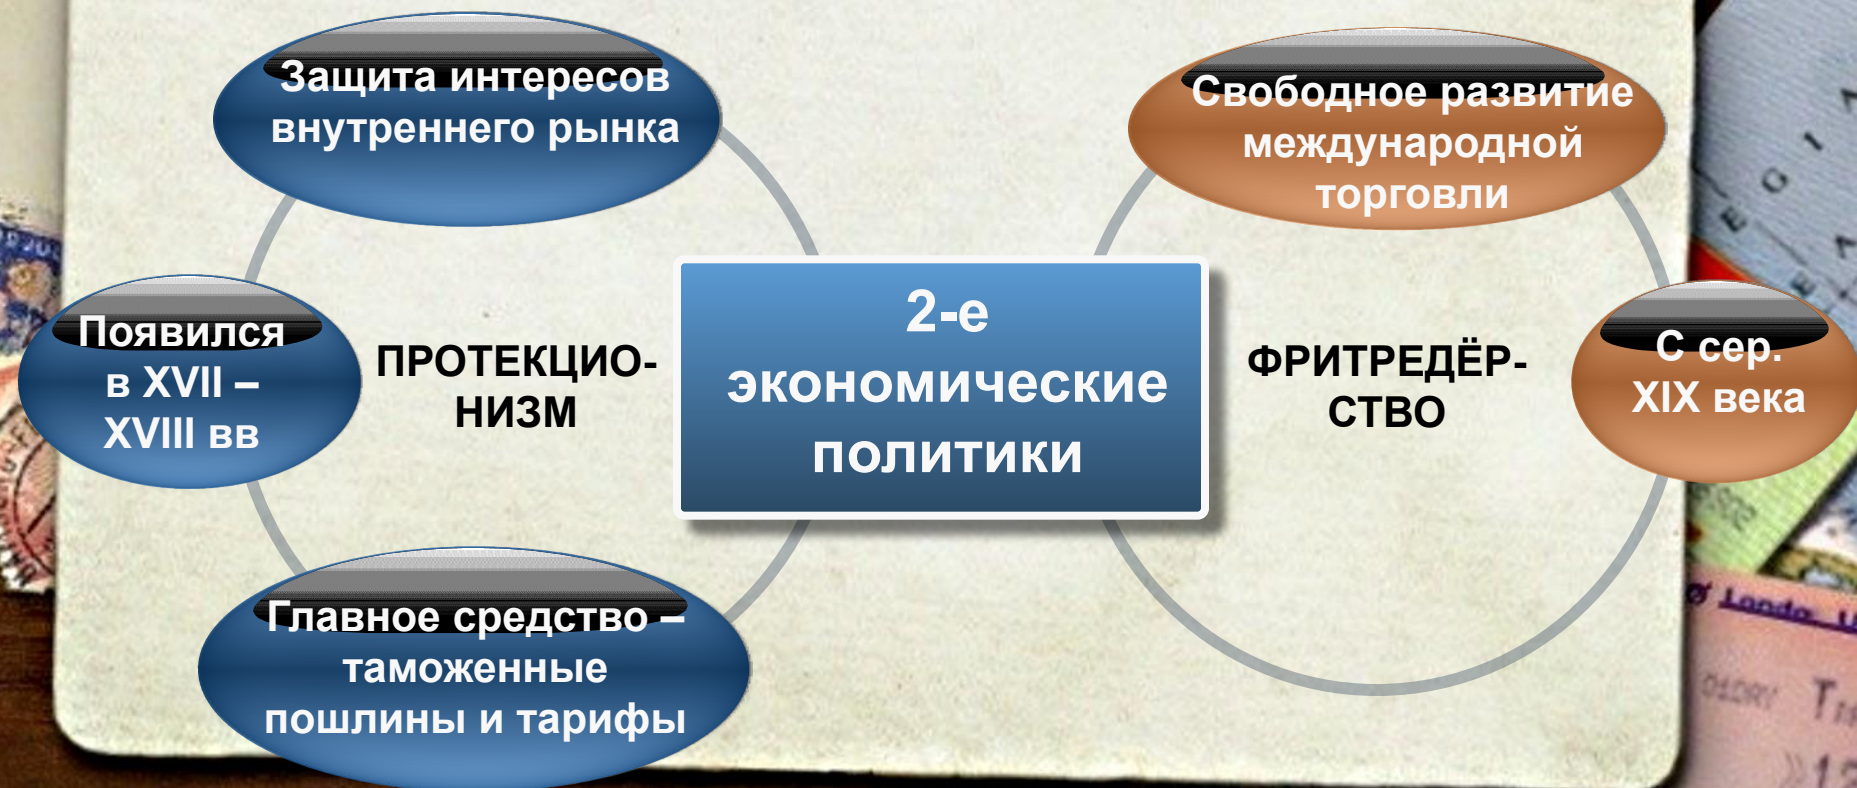 Защита интересов
внутреннего рынка
Свободное развитие
международной
торговли
Появился
в XVII –
XVIII вв
ПРОТЕКЦИО-
НИЗМ
2-е
экономические
политики
ФРИТРЕДЁР-
СТВО
С сер.
XIX века
Главное средство –
таможенные
пошлины и тарифы